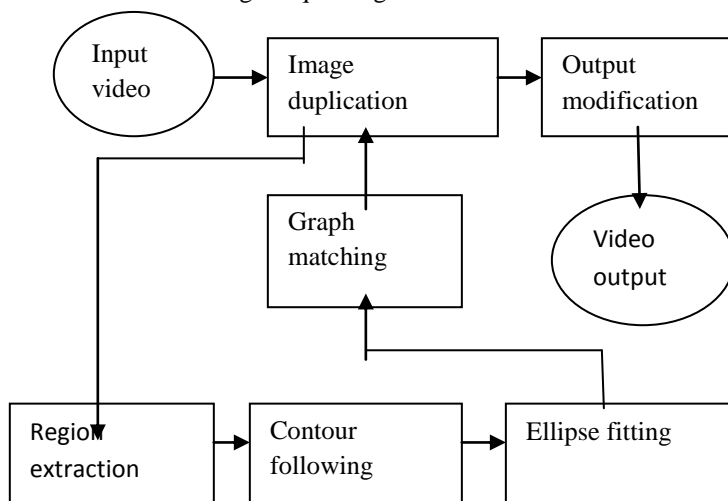 Input
video
Image
duplication
Output
modification
Graph
matching
Video
output
Region
extraction
Contour
following
Ellipse fitting